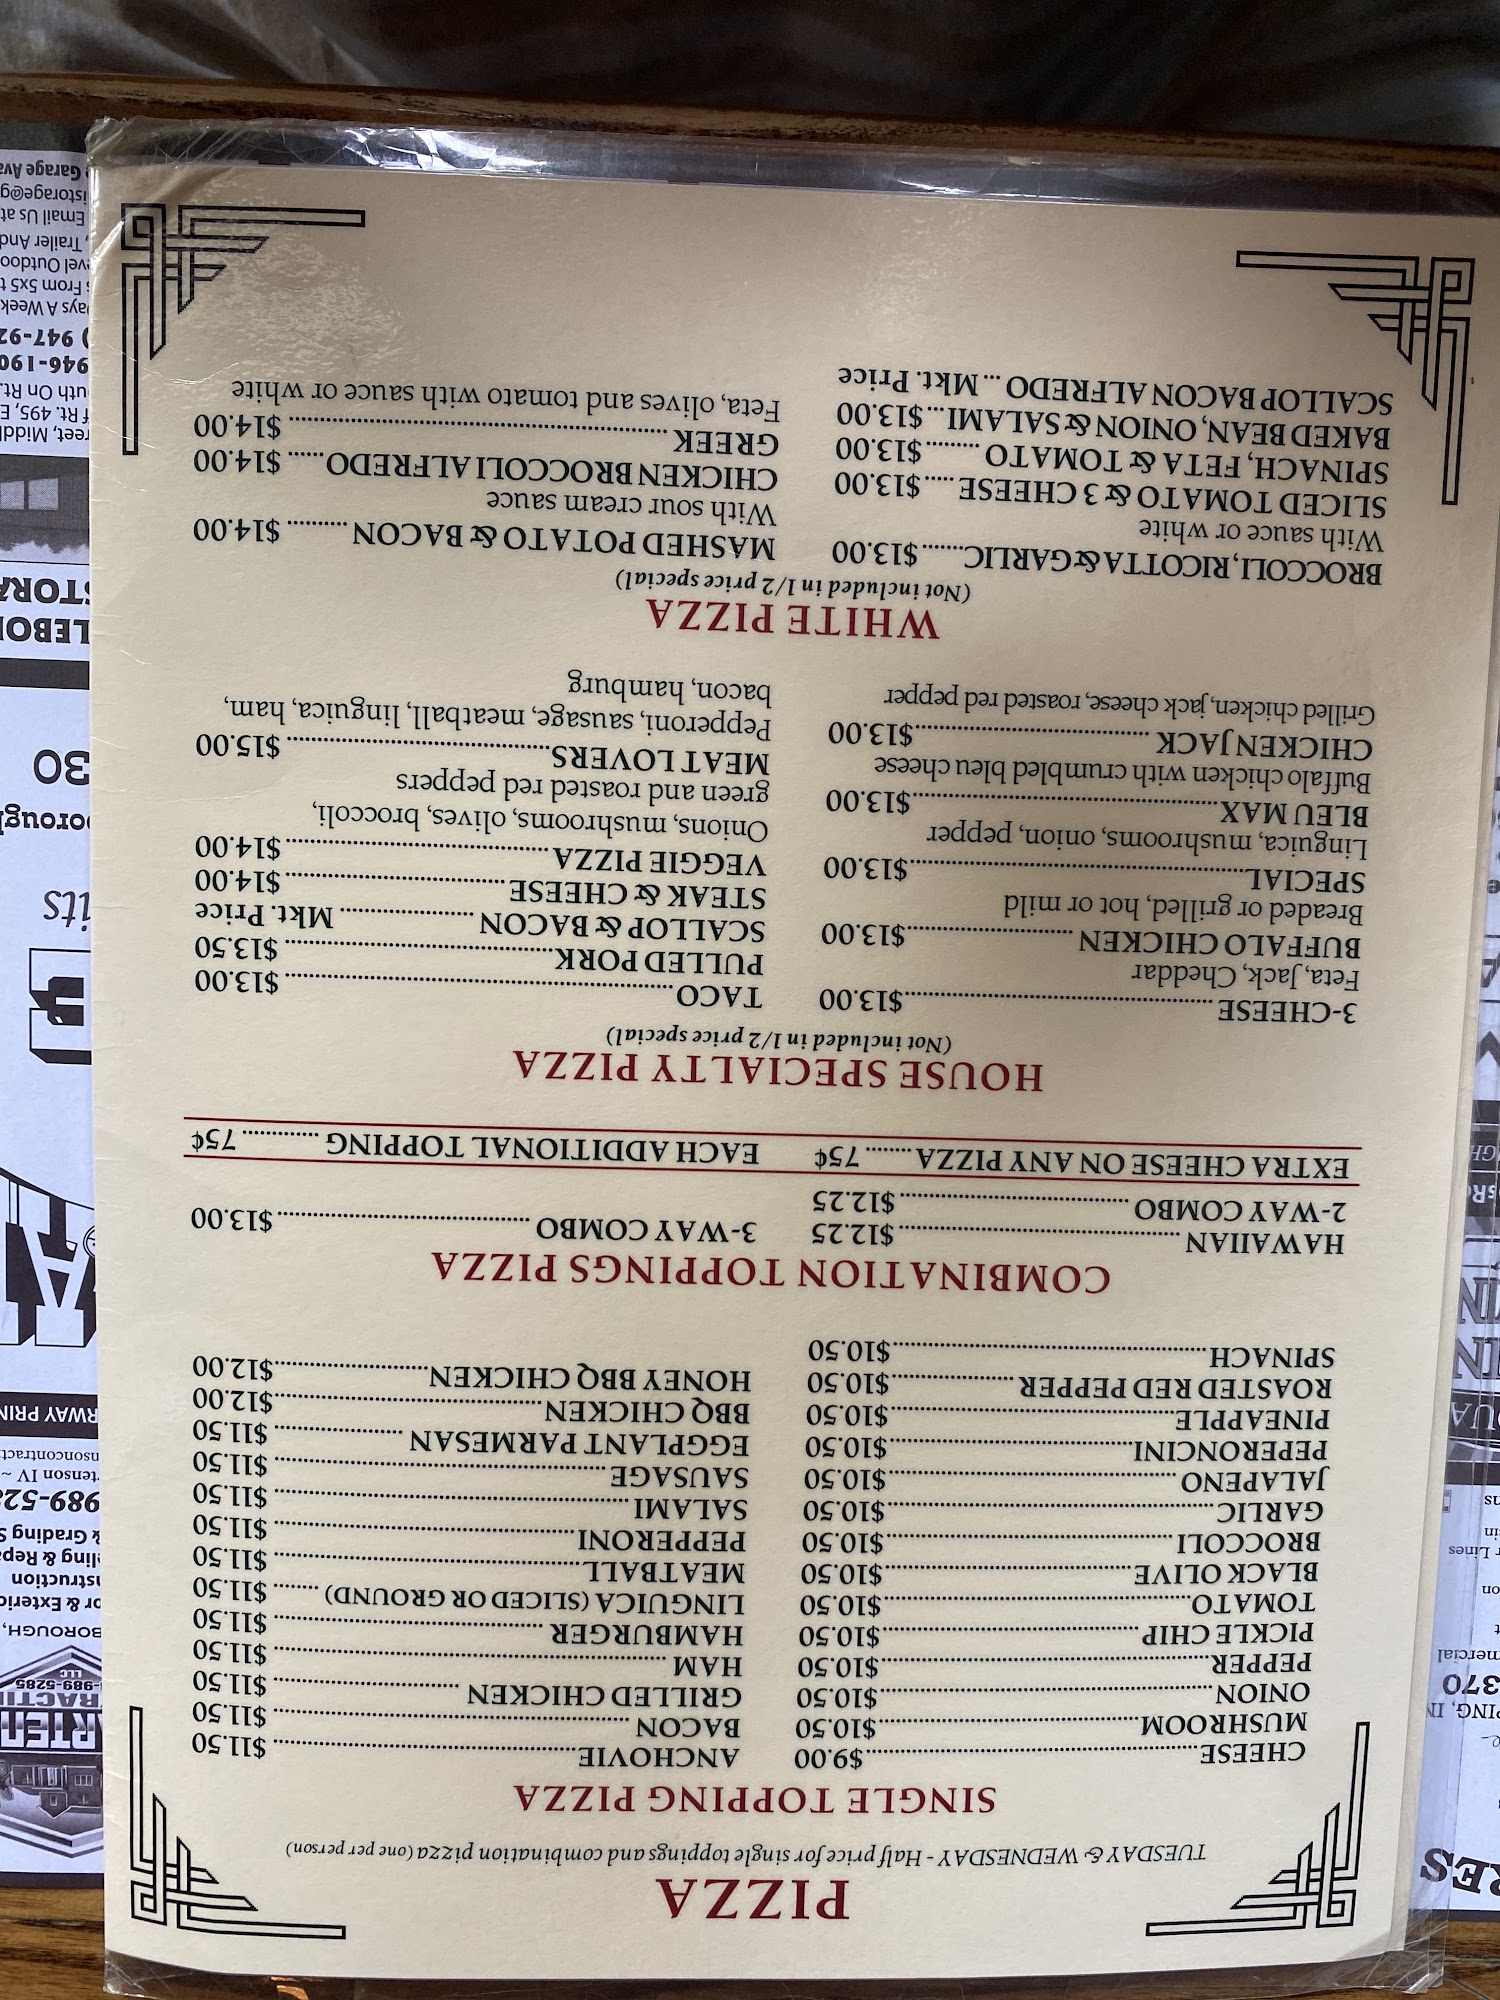 PIZZA
TUESDAY & WEDNESDAY - Half price for single toppings and combination pizza (one per person)
SINGLE TOPPING PIZZA
CHEESE $9.00
MUSHROOM $10.50
ONION $10.50
PEPPER $10.50
PICKLE CHIP $10.50
TOMATO $10.50
BLACK OLIVE $10.50
BROCCOLI $10.50
GARLIC $10.50
JALAPENO $10.50
PEPERONCINI $10.50
PINEAPPLE $10.50
ROASTED RED PEPPER $10.50
SPINACH $10.50
ANCHOVIE $11.50
BACON $11.50
GRILLED CHICKEN $11.50
HAM $11.50
HAMBURGER $11.50
LINGUICA (SLICED OR GROUND) $11.50
MEATBALL $11.50
PEPPERONI $11.50
SALAMI $11.50
SAUSAGE $11.50
EGGPLANT PARMESAN $11.50
BBQ CHICKEN $12.00
HONEY BBQ CHICKEN $12.00
COMBINATION TOPPINGS PIZZA
HAWAIIAN $12.25
2-WAY COMBO $12.25
3-WAY COMBO $13.00
EXTRA CHEESE ON ANY PIZZA 75¢
EACH ADDITIONAL TOPPING 75¢
HOUSE SPECIALTY PIZZA
(Not included in 1/2 price special)
3-CHEESE $13.00
Feta, Jack, Cheddar
BUFFALO CHICKEN $13.00
Breaded or grilled, hot or mild
SPECIAL $13.00
Linguica, mushrooms, onion, pepper
BLEU MAX $13.00
Buffalo chicken with crumbled bleu cheese
CHICKEN JACK $13.00
Grilled chicken, jack cheese, roasted red pepper
TACO $13.00
PULLED PORK $13.50
SCALLOP & BACON Mkt. Price
STEAK & CHEESE $14.00
VEGGIE PIZZA $14.00
Onions, mushrooms, olives, broccoli,
green and roasted red peppers
MEAT LOVERS $15.00
Pepperoni, sausage, meatball, linguica, ham,
bacon, hamburg
WHITE PIZZA
(Not included in 1/2 price special)
BROCCOLI, RICOTTA & GARLIC $13.00
With sauce or white
SLICED TOMATO & 3 CHEESE $13.00
SPINACH, FETA & TOMATO $13.00
BAKED BEAN, ONION & SALAMI $13.00
SCALLOP BACON ALFREDO Mkt. Price
MASHED POTATO & BACON $14.00
With sour cream sauce
CHICKEN BROCCOLI ALFREDO $14.00
GREEK $14.00
Feta, olives and tomato with sauce or white